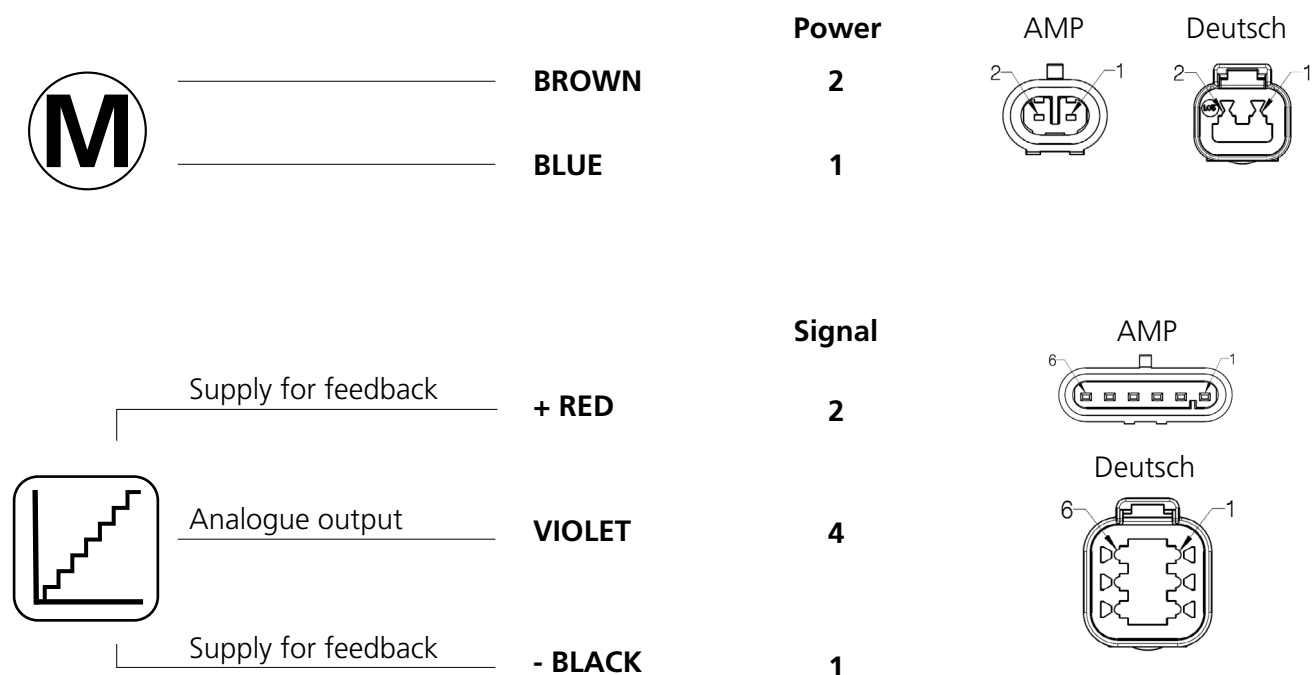 Power AMP Deutsch
M
BROWN 2 2 1 2 1
BLUE 1
Signal AMP
Supply for feedback + RED 2 6 1
Deutsch
Analogue output VIOLET 4 6 1
Supply for feedback - BLACK 1